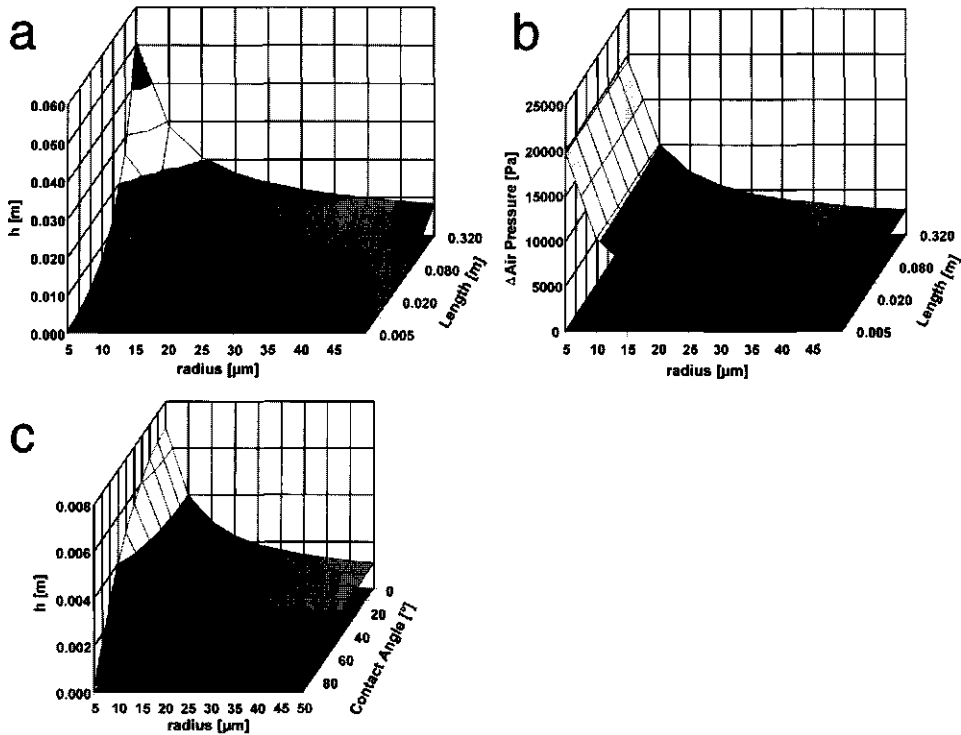 a
0.060
0.050
0.040
0.030
0.020
0.010
0.000
h [m]
5 10 15 20 25 30 35 40 45
radius [µm]
0.005
0.020
0.080
0.320
Length [m]
b
25000
20000
15000
10000
5000
0
Δ Air Pressure [Pa]
5 10 15 20 25 30 35 40 45
radius [µm]
0.005
0.020
0.080
0.320
Length [m]
c
0.008
0.006
0.004
0.002
0.000
h [m]
5 10 15 20 25 30 35 40 45 50
radius [µm]
80
60
40
20
0
Contact Angle [°]